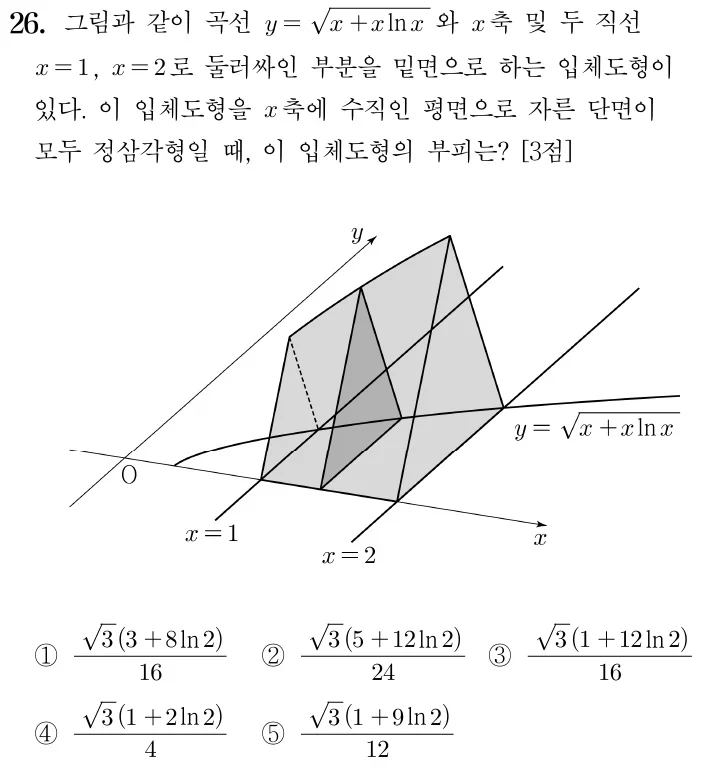 26. 그림과 같이 곡선 y = √(x + x ln x) 와 x축 및 두 직선
x = 1, x = 2로 둘러싸인 부분을 밑면으로 하는 입체도형이
있다. 이 입체도형을 x축에 수직인 평면으로 자른 단면이
모두 정삼각형일 때, 이 입체도형의 부피는? [3점]
y
y = √(x + x ln x)
O
x = 1
x
x = 2
① √3(3 + 8 ln 2)/16 ② √3(5 + 12 ln 2)/24 ③ √3(1 + 12 ln 2)/16
④ √3(1 + 2 ln 2)/4 ⑤ √3(1 + 9 ln 2)/12